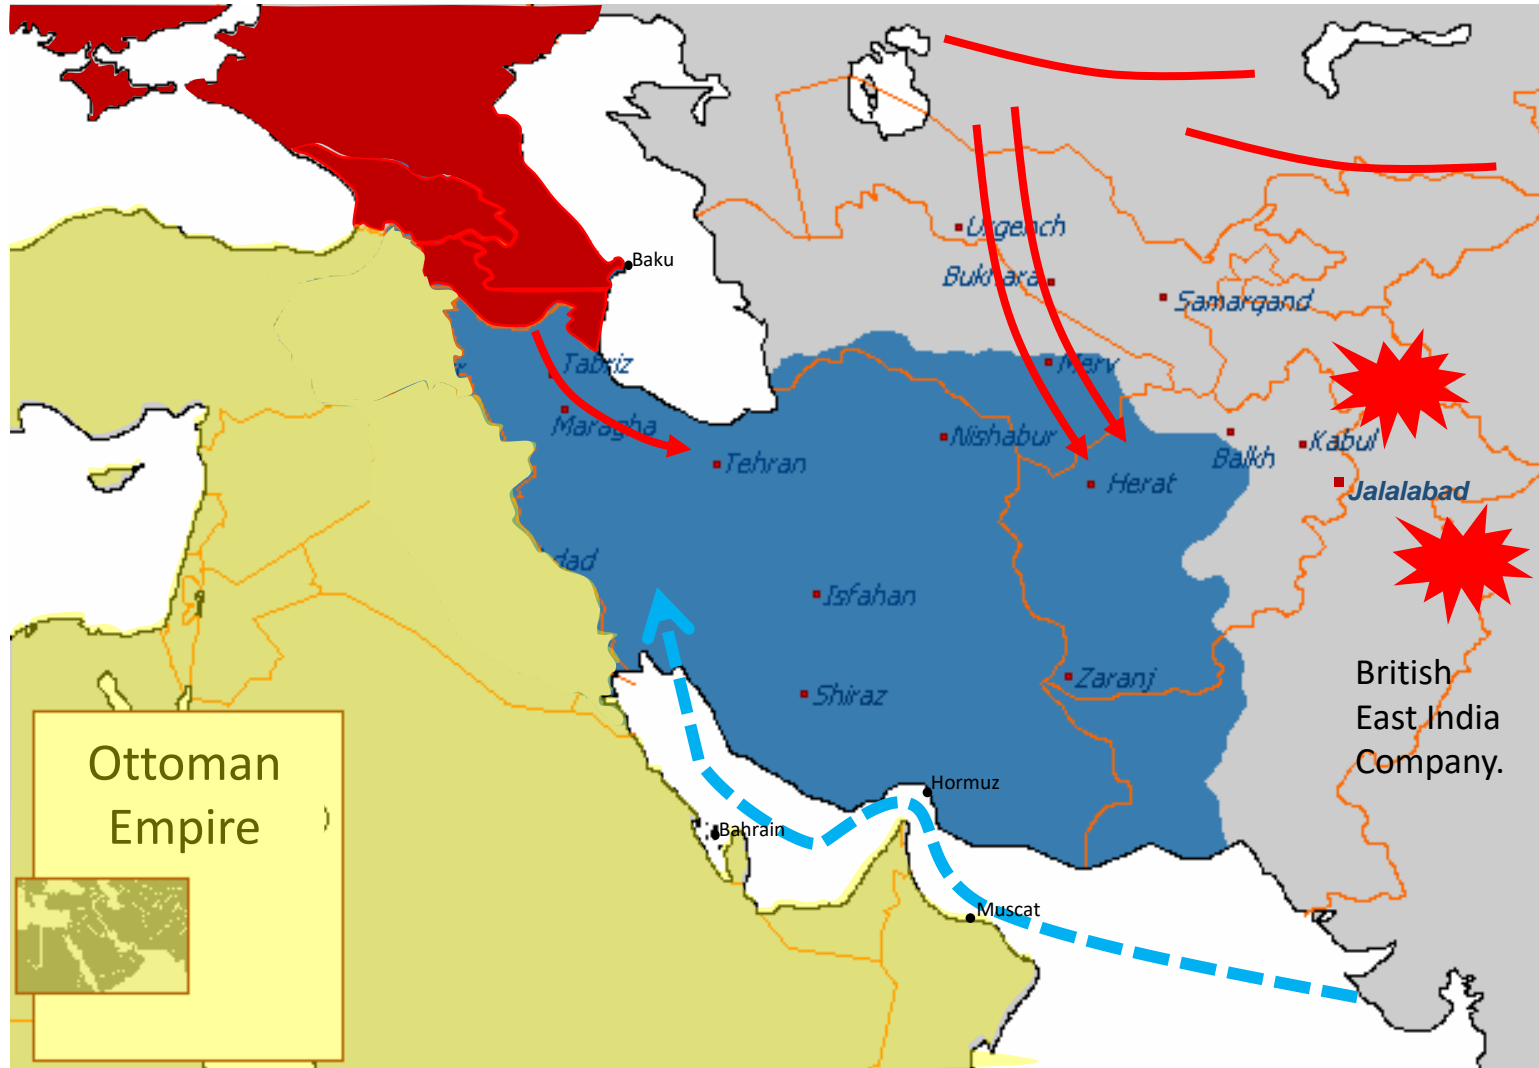 Urgench
Baku
Bukhara
Samarqand
Tabriz
Merv
Maragha
Nishabur
Kabul
Balkh
Tehran
Herat
Jalalabad
dad
Isfahan
British
East India
Company.
Zaranj
Shiraz
Ottoman
Empire
Hormuz
Bahrain
Muscat